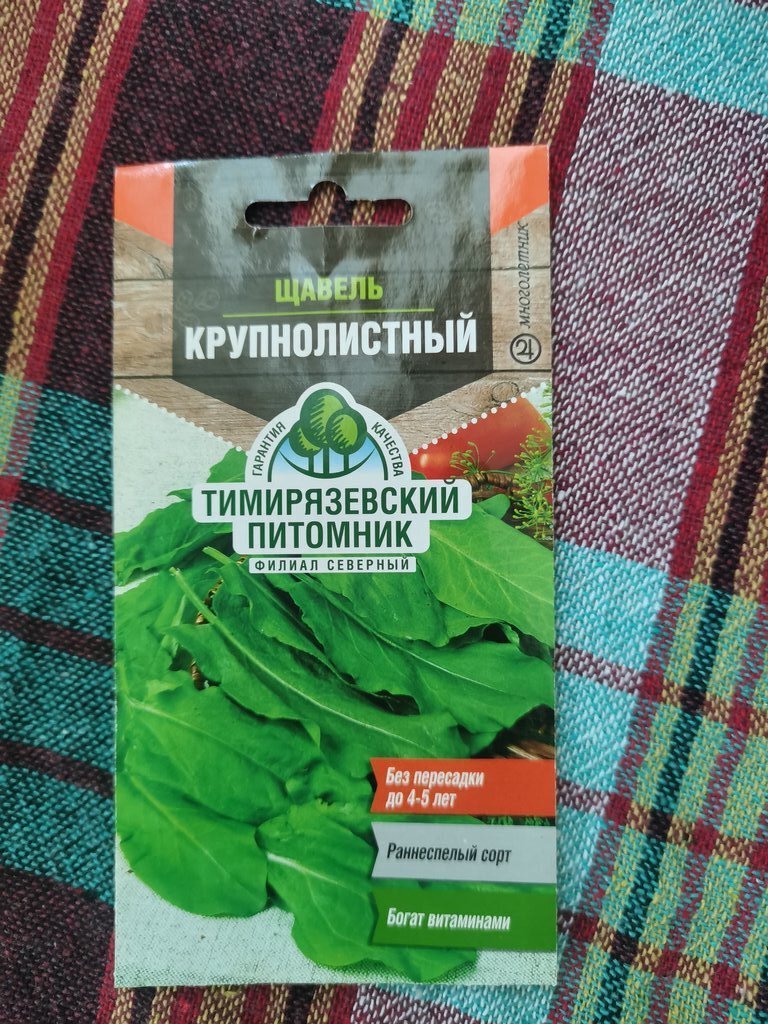 ЩАВЕЛЬ
КРУПНОЛИСТНЫЙ
многолетник
ГАРАНТИЯ КАЧЕСТВА
ТИМИРЯЗЕВСКИЙ
ПИТОМНИК
ФИЛИАЛ СЕВЕРНЫЙ
Без пересадки
до 4-5 лет
Раннеспелый сорт
Богат витаминами